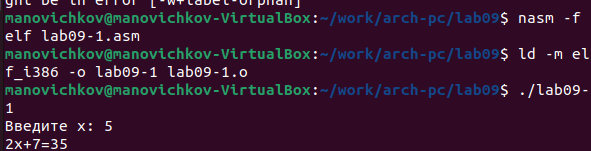 ght be in error [-w+label-orphan]
manovichkov@manovichkov-VirtualBox:~/work/arch-pc/lab09$ nasm -f
elf lab09-1.asm
manovichkov@manovichkov-VirtualBox:~/work/arch-pc/lab09$ ld -m el
f_i386 -o lab09-1 lab09-1.o
manovichkov@manovichkov-VirtualBox:~/work/arch-pc/lab09$ ./lab09-
1
Введите x: 5
2x+7=35